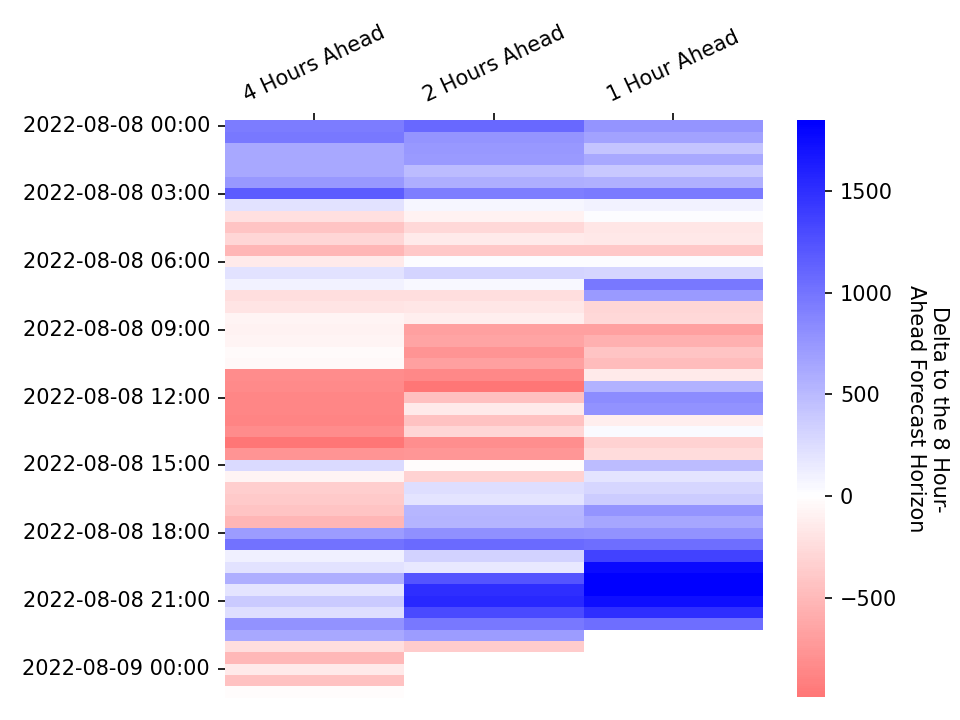 4 Hours Ahead
2 Hours Ahead
1 Hour Ahead
2022-08-08 00:00
2022-08-08 03:00
2022-08-08 06:00
2022-08-08 09:00
2022-08-08 12:00
2022-08-08 15:00
2022-08-08 18:00
2022-08-08 21:00
2022-08-09 00:00
1500
1000
500
0
−500
Delta to the 8 Hour-
Ahead Forecast Horizon